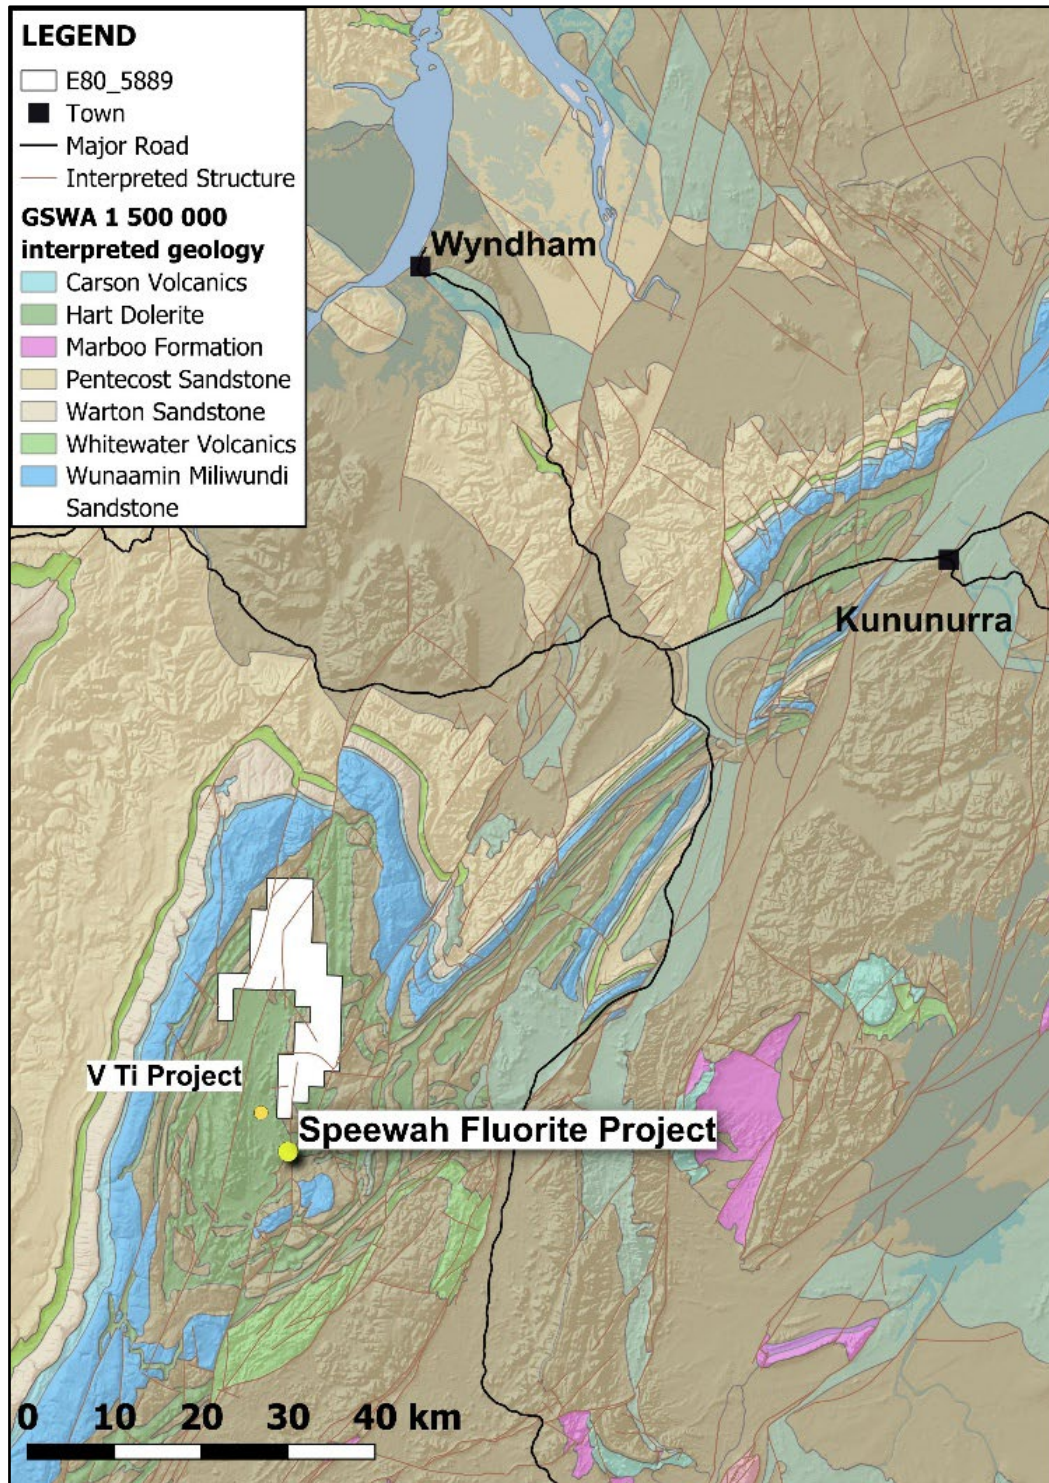 LEGEND
E80_5889
Town
Major Road
Interpreted Structure
GSWA 1 500 000
interpreted geology
Carson Volcanics
Hart Dolerite
Marboo Formation
Pentecost Sandstone
Warton Sandstone
Whitewater Volcanics
Wunaamin Miliwundi
Sandstone
Wyndham
Kununurra
V Ti Project
Speewah Fluorite Project
0 10 20 30 40 km